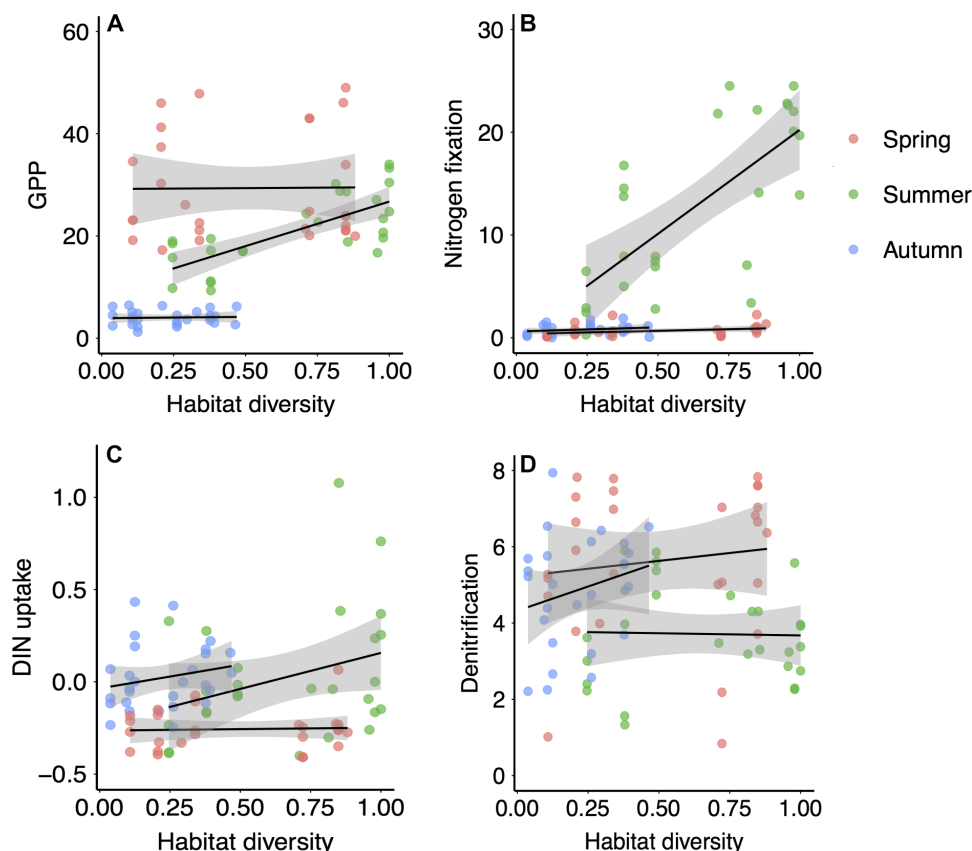 A
GPP
60
40
20
0
0.00 0.25 0.50 0.75 1.00
Habitat diversity
B
Nitrogen fixation
30
20
10
0
0.00 0.25 0.50 0.75 1.00
Habitat diversity
Spring
Summer
Autumn
C
DIN uptake
1.0
0.5
0.0
−0.5
0.00 0.25 0.50 0.75 1.00
Habitat diversity
D
Denitrification
8
6
4
2
0
0.00 0.25 0.50 0.75 1.00
Habitat diversity